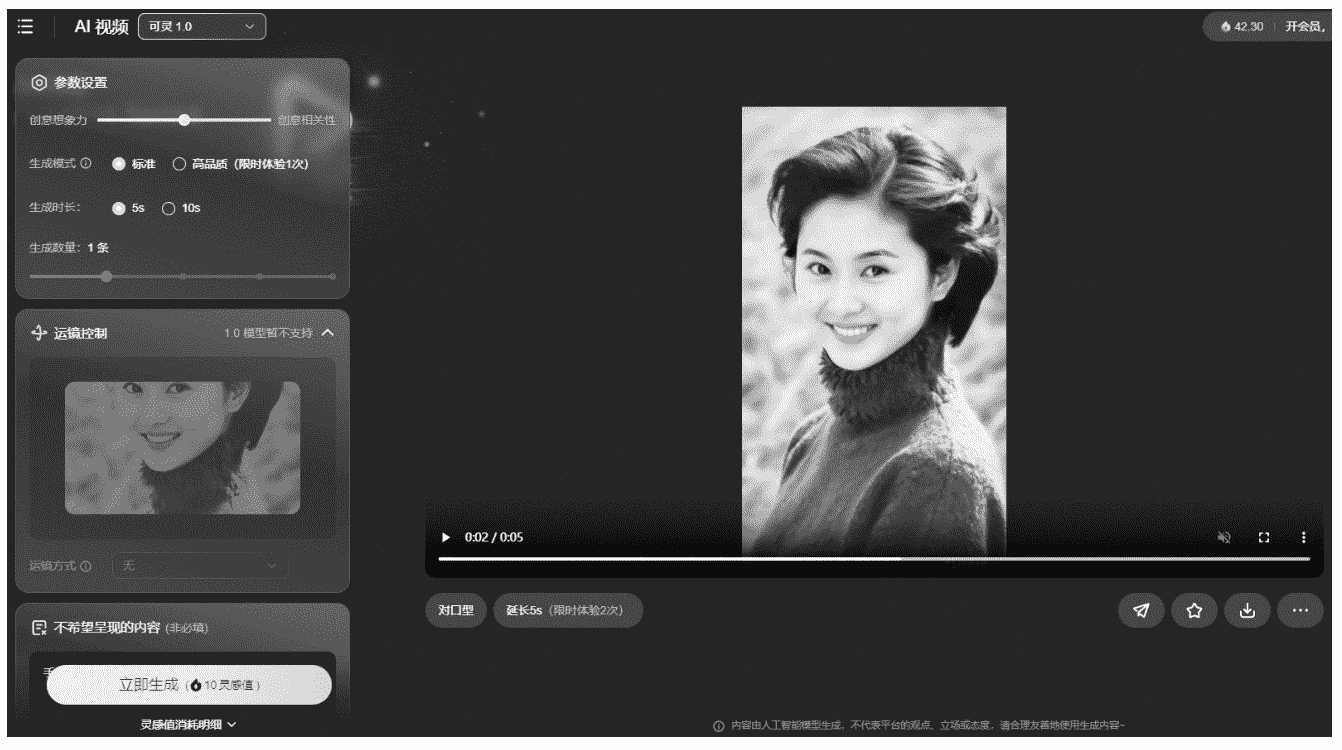 AI 视频 可灵 1.0
42.30 开会员,
参数设置
创意想象力 创意相关性
生成模式 标准 高品质（限时体验1次）
生成时长： 5s 10s
生成数量：1 条
运镜控制 1.0 模型暂不支持
运镜方式 无
0:02 / 0:05
对口型 延长5s（限时体验2次）
不希望呈现的内容（非必填）
立即生成（10 灵感值）
灵感值消耗明细
内容由人工智能模型生成，不代表平台的观点、立场或态度，请合理友善地使用生成内容~